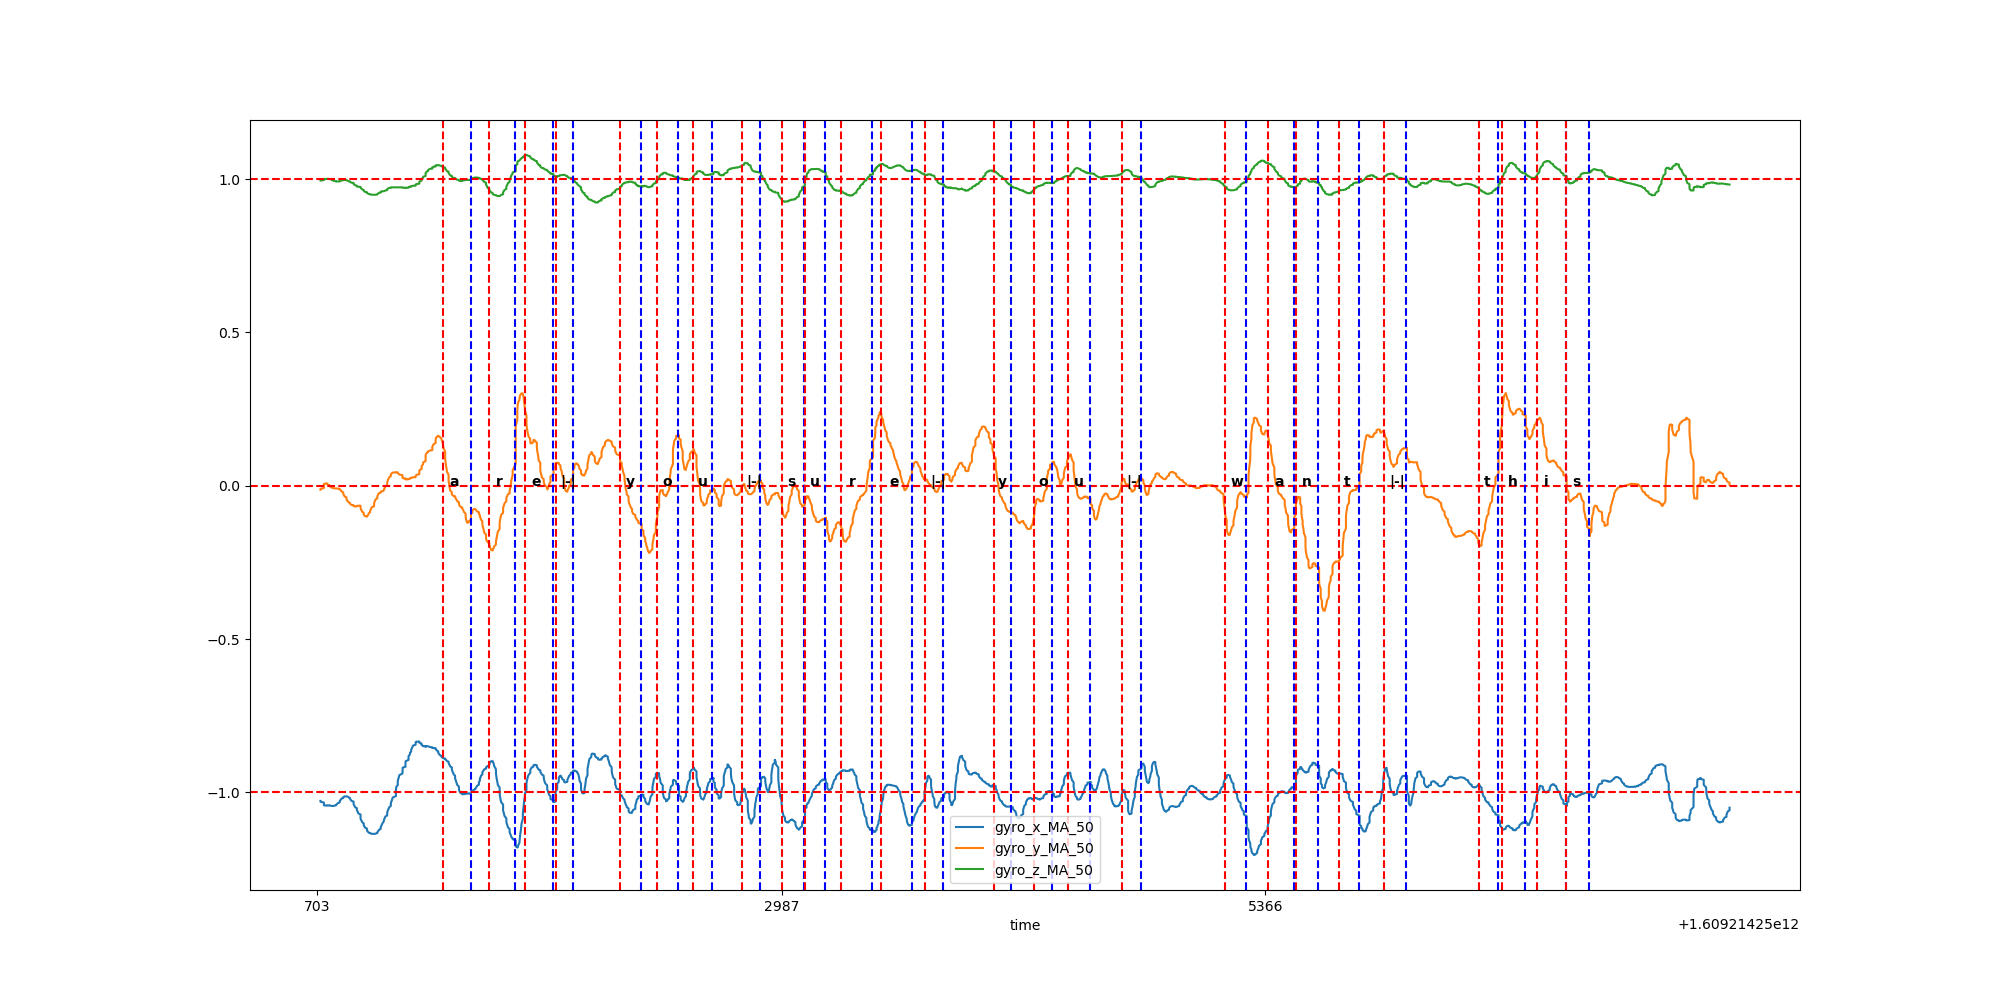 1.0
0.5
0.0
−0.5
−1.0
a r e |-| y o u |-| s u r e |-| y o u |-| w a n t |-| t h i s
gyro_x_MA_50
gyro_y_MA_50
gyro_z_MA_50
703 2987 5366
time
+1.60921425e12